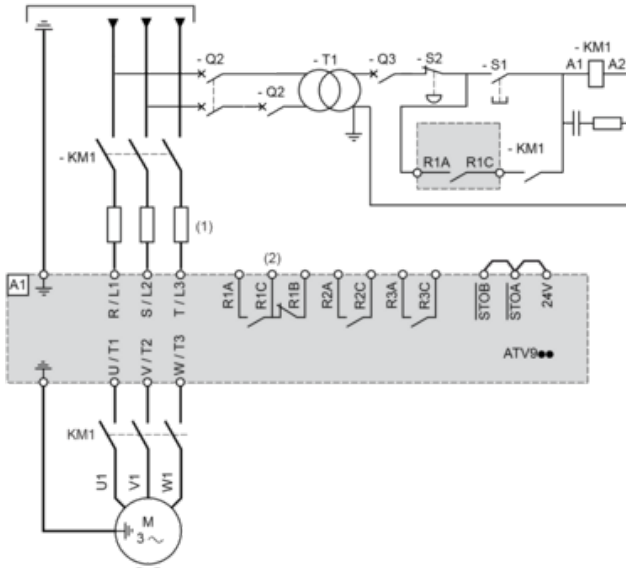 - Q2
- T1
- Q3
- S2
- S1
- KM1
A1
A2
- Q2
- KM1
R1A
R1C
- KM1
(1)
(2)
A1
R / L1
S / L2
T / L3
R1A
R1C
R1B
R2A
R2C
R3A
R3C
STOB
STOA
24V
U / T1
V / T2
W / T3
ATV9●●
KM1
U1
V1
W1
M
3 ~